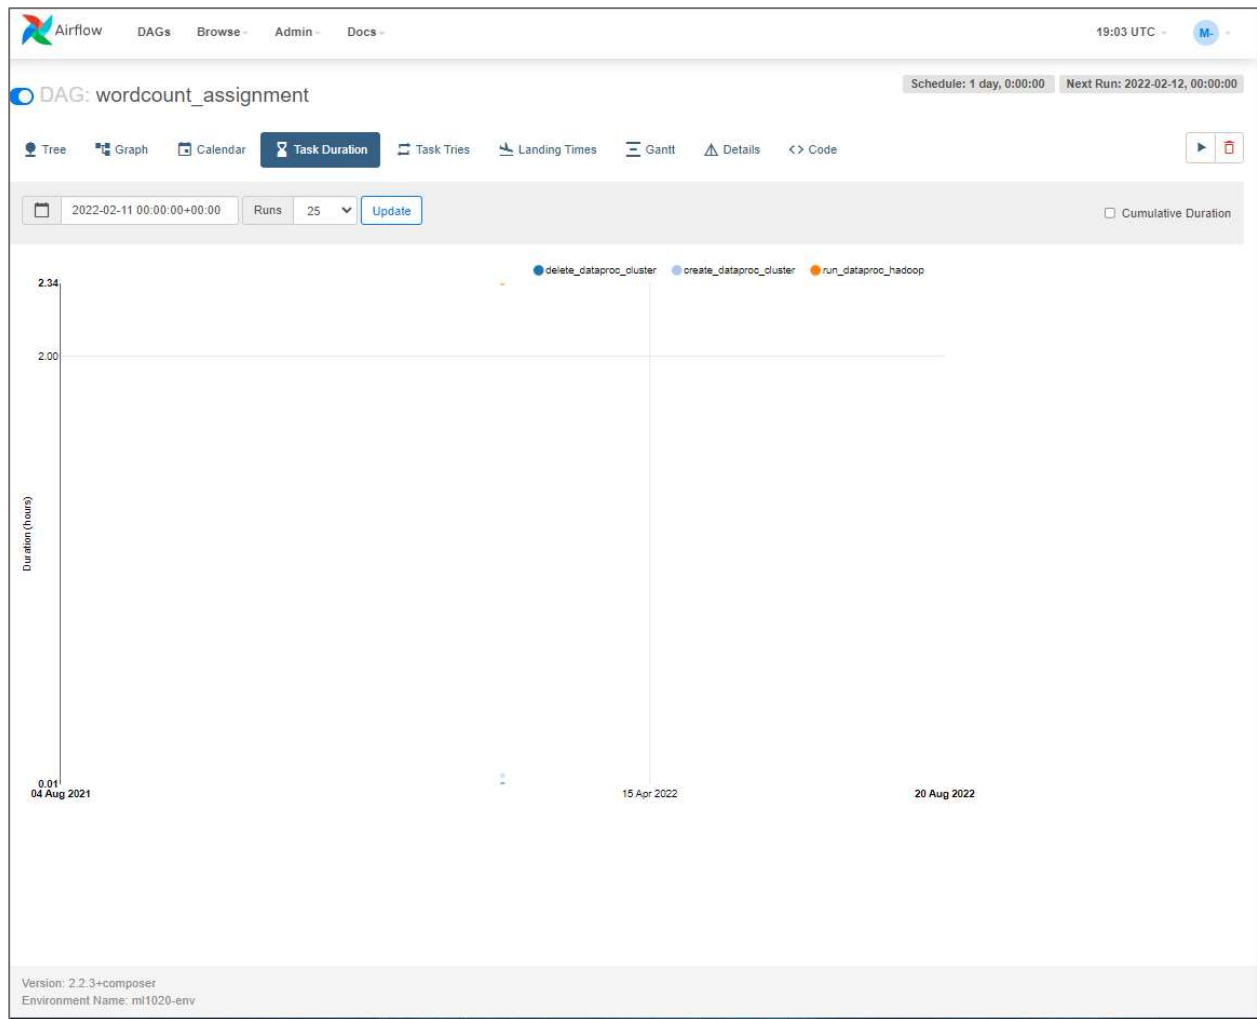 Airflow DAGs Browse Admin Docs 19:03 UTC M-
DAG: wordcount_assignment Schedule: 1 day, 0:00:00 Next Run: 2022-02-12, 00:00:00
Tree Graph Calendar Task Duration Task Tries Landing Times Gantt Details <> Code
2022-02-11 00:00:00+00:00 Runs 25 Update Cumulative Duration
delete_dataproc_cluster create_dataproc_cluster run_dataproc_hadoop
2.34
2.00
Duration (hours)
0.01
04 Aug 2021 15 Apr 2022 20 Aug 2022
Version: 2.2.3+composer
Environment Name: ml1020-env